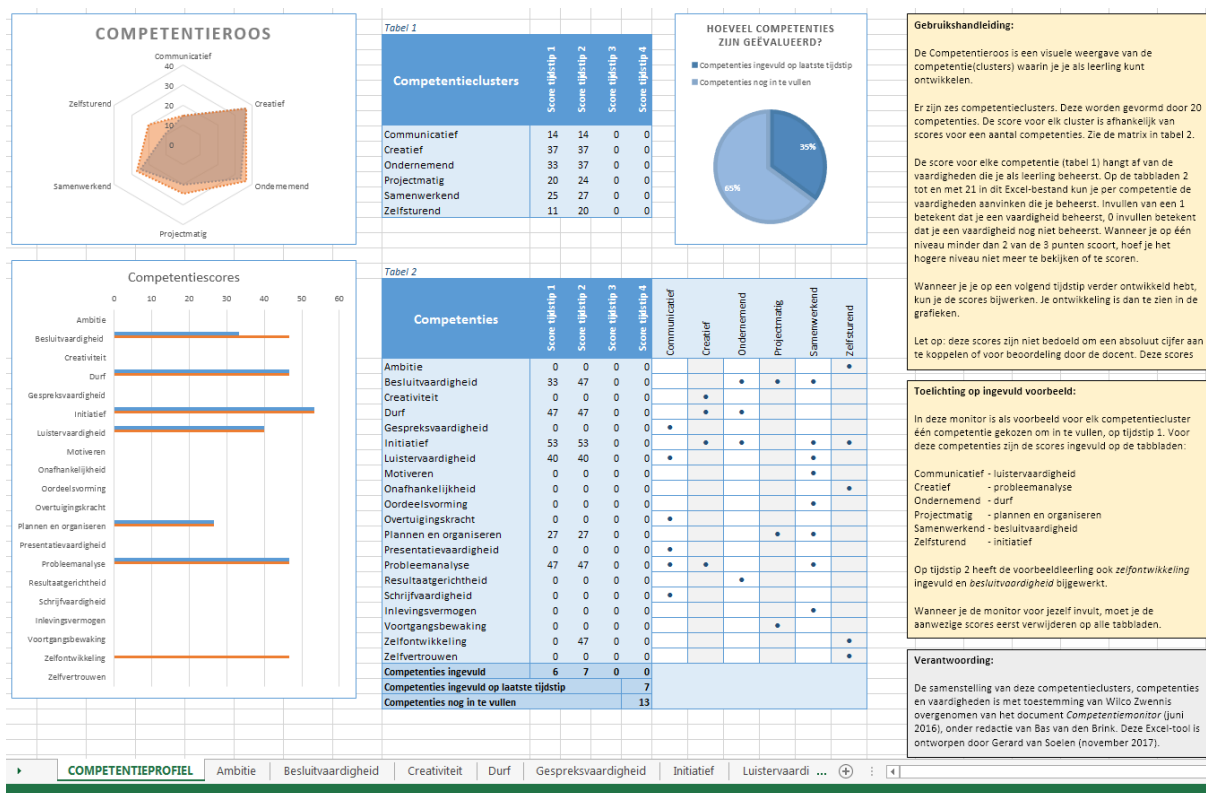 COMPETENTIEROOS
Communicatief
40
30
20
10
0
Zelfsturend
Creatief
Samenwerkend
Ondernemend
Projectmatig
Tabel 1
Competentieclusters Score tijdstip 1 Score tijdstip 2 Score tijdstip 3 Score tijdstip 4
Communicatief 14 14 0 0
Creatief 37 37 0 0
Ondernemend 33 37 0 0
Projectmatig 20 24 0 0
Samenwerkend 25 27 0 0
Zelfsturend 11 20 0 0
HOEVEEL COMPETENTIES
ZIJN GEËVALUEERD?
Competenties ingevuld op laatste tijdstip
Competenties nog in te vullen
35%
65%
Competentiescores
0 10 20 30 40 50 60
Ambitie
Besluitvaardigheid
Creativiteit
Durf
Gespreksvaardigheid
Initiatief
Luistervaardigheid
Motiveren
Onafhankelijkheid
Oordeelsvorming
Overtuigingskracht
Plannen en organiseren
Presentatievaardigheid
Probleemanalyse
Resultaatgerichtheid
Schrijfvaardigheid
Inlevingsvermogen
Voortgangsbewaking
Zelfontwikkeling
Zelfvertrouwen
Tabel 2
Competenties Score tijdstip 1 Score tijdstip 2 Score tijdstip 3 Score tijdstip 4 Communicatief Creatief Ondernemend Projectmatig Samenwerkend Zelfsturend
Ambitie 0 0 0 0 •
Besluitvaardigheid 33 47 0 0 • • •
Creativiteit 0 0 0 0 •
Durf 47 47 0 0 • •
Gespreksvaardigheid 0 0 0 0 •
Initiatief 53 53 0 0 • • • •
Luistervaardigheid 40 40 0 0 • •
Motiveren 0 0 0 0 •
Onafhankelijkheid 0 0 0 0 •
Oordeelsvorming 0 0 0 0 •
Overtuigingskracht 0 0 0 0 •
Plannen en organiseren 27 27 0 0 • •
Presentatievaardigheid 0 0 0 0 •
Probleemanalyse 47 47 0 0 • • •
Resultaatgerichtheid 0 0 0 0 •
Schrijfvaardigheid 0 0 0 0 •
Inlevingsvermogen 0 0 0 0 •
Voortgangsbewaking 0 0 0 0 •
Zelfontwikkeling 0 47 0 0 •
Zelfvertrouwen 0 0 0 0 •
Competenties ingevuld 6 7 0 0
Competenties ingevuld op laatste tijdstip 7
Competenties nog in te vullen 13
Gebruikshandleiding:
De Competentieroos is een visuele weergave van de
competentie(clusters) waarin je je als leerling kunt
ontwikkelen.
Er zijn zes competentieclusters. Deze worden gevormd door 20
competenties. De score voor elk cluster is afhankelijk van
scores voor een aantal competenties. Zie de matrix in tabel 2.
De score voor elke competentie (tabel 1) hangt af van de
vaardigheden die je als leerling beheerst. Op de tabbladen 2
tot en met 21 in dit Excel-bestand kun je per competentie de
vaardigheden aanvinken die je beheerst. Invullen van een 1
betekent dat je een vaardigheid beheerst, 0 invullen betekent
dat je een vaardigheid nog niet beheerst. Wanneer je op één
niveau minder dan 2 van de 3 punten scoort, hoef je het
hogere niveau niet meer te bekijken of te scoren.
Wanneer je je op een volgend tijdstip verder ontwikkeld hebt,
kun je de scores bijwerken. Je ontwikkeling is dan te zien in de
grafieken.
Let op: deze scores zijn niet bedoeld om een absoluut cijfer aan
te koppelen of voor beoordeling door de docent. Deze scores
Toelichting op ingevuld voorbeeld:
In deze monitor is als voorbeeld voor elk competentiecluster
één competentie gekozen om in te vullen, op tijdstip 1. Voor
deze competenties zijn de scores ingevuld op de tabbladen:
Communicatief - luistervaardigheid
Creatief - probleemanalyse
Ondernemend - durf
Projectmatig - plannen en organiseren
Samenwerkend - besluitvaardigheid
Zelfsturend - initiatief
Op tijdstip 2 heeft de voorbeeldleerling ook zelfontwikkeling
ingevuld en besluitvaardigheid bijgewerkt.
Wanneer je de monitor voor jezelf invult, moet je de
aanwezige scores eerst verwijderen op alle tabbladen.
Verantwoording:
De samenstelling van deze competentieclusters, competenties
en vaardigheden is met toestemming van Wilco Zwennis
overgenomen van het document Competentiemonitor (juni
2016), onder redactie van Bas van den Brink. Deze Excel-tool is
ontworpen door Gerard van Soelen (november 2017).
COMPETENTIEPROFIEL Ambitie Besluitvaardigheid Creativiteit Durf Gespreksvaardigheid Initiatief Luistervaardi ...